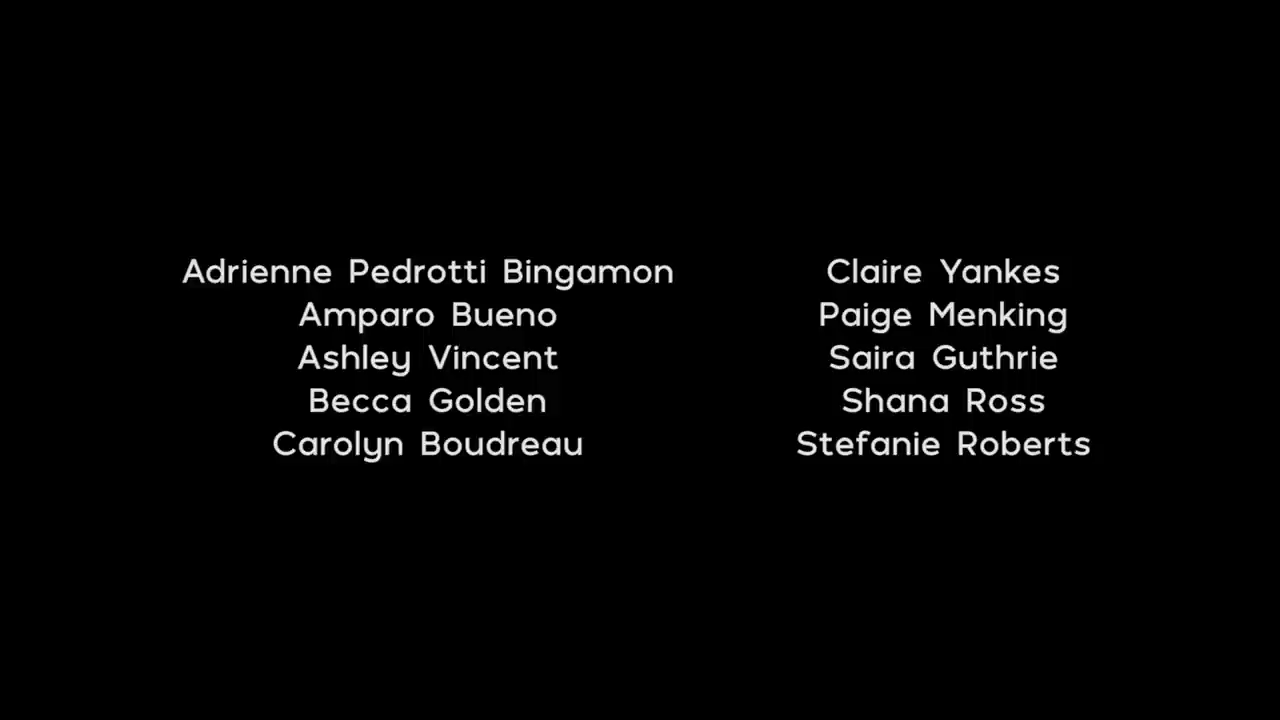 Adrienne Pedrotti Bingamon
Amparo Bueno
Ashley Vincent
Becca Golden
Carolyn Boudreau
Claire Yankes
Paige Menking
Saira Guthrie
Shana Ross
Stefanie Roberts